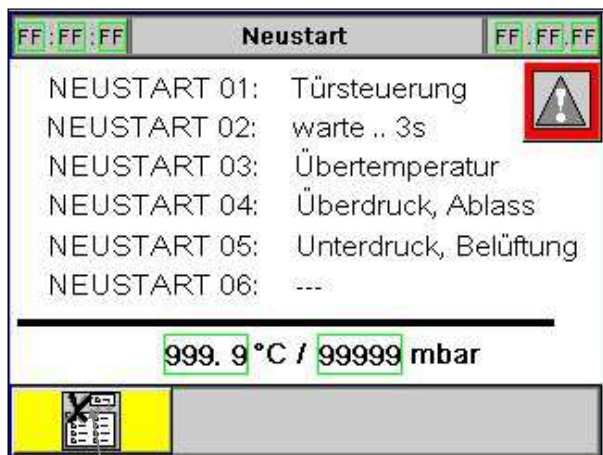 FF:FF:FF Neustart FF.FF.FF
NEUSTART 01: Türsteuerung
NEUSTART 02: warte .. 3s
NEUSTART 03: Übertemperatur
NEUSTART 04: Überdruck, Ablass
NEUSTART 05: Unterdruck, Belüftung
NEUSTART 06: ---
999. 9 °C / 99999 mbar